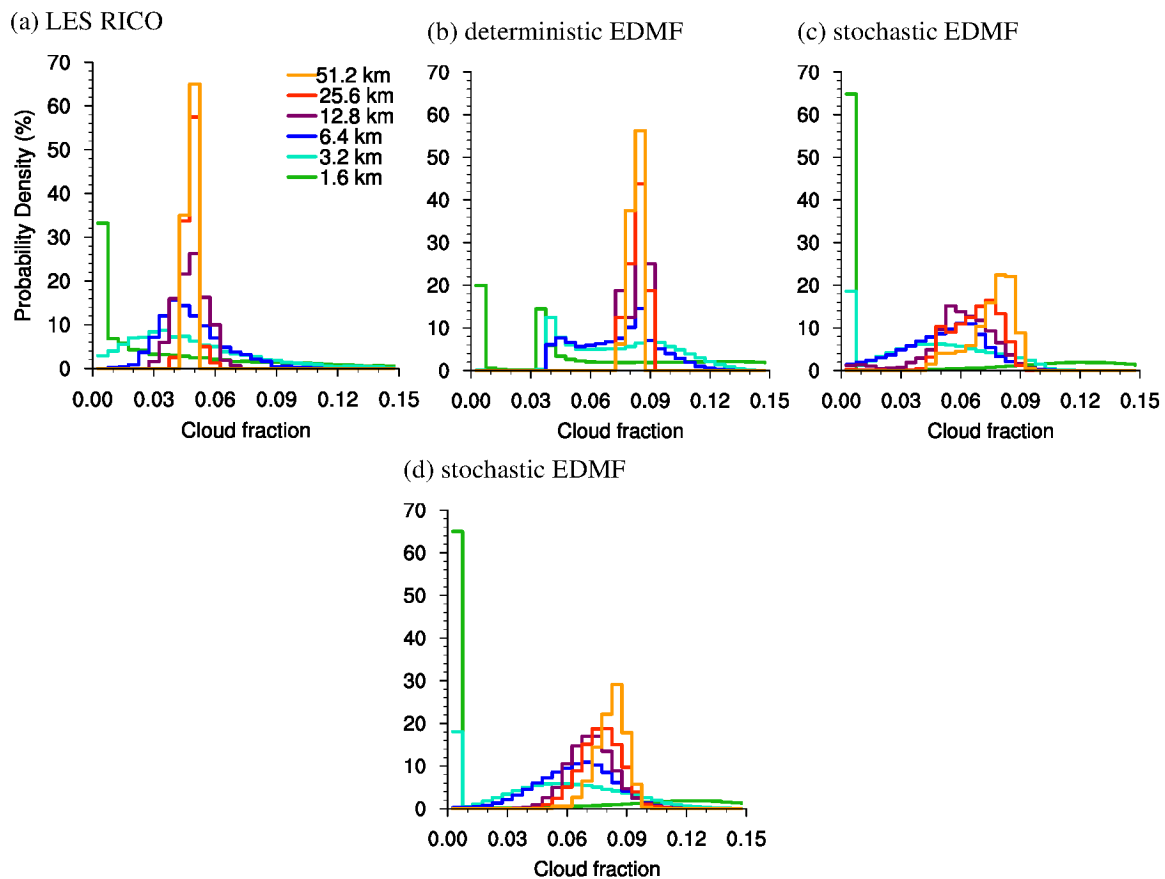 (a) LES RICO
(b) deterministic EDMF
(c) stochastic EDMF
70
60
50
40
30
20
10
0
Probability Density (%)
51.2 km
25.6 km
12.8 km
6.4 km
3.2 km
1.6 km
0.00 0.03 0.06 0.09 0.12 0.15
Cloud fraction
70
60
50
40
30
20
10
0
0.00 0.03 0.06 0.09 0.12 0.15
Cloud fraction
70
60
50
40
30
20
10
0
0.00 0.03 0.06 0.09 0.12 0.15
Cloud fraction
(d) stochastic EDMF
70
60
50
40
30
20
10
0
0.00 0.03 0.06 0.09 0.12 0.15
Cloud fraction